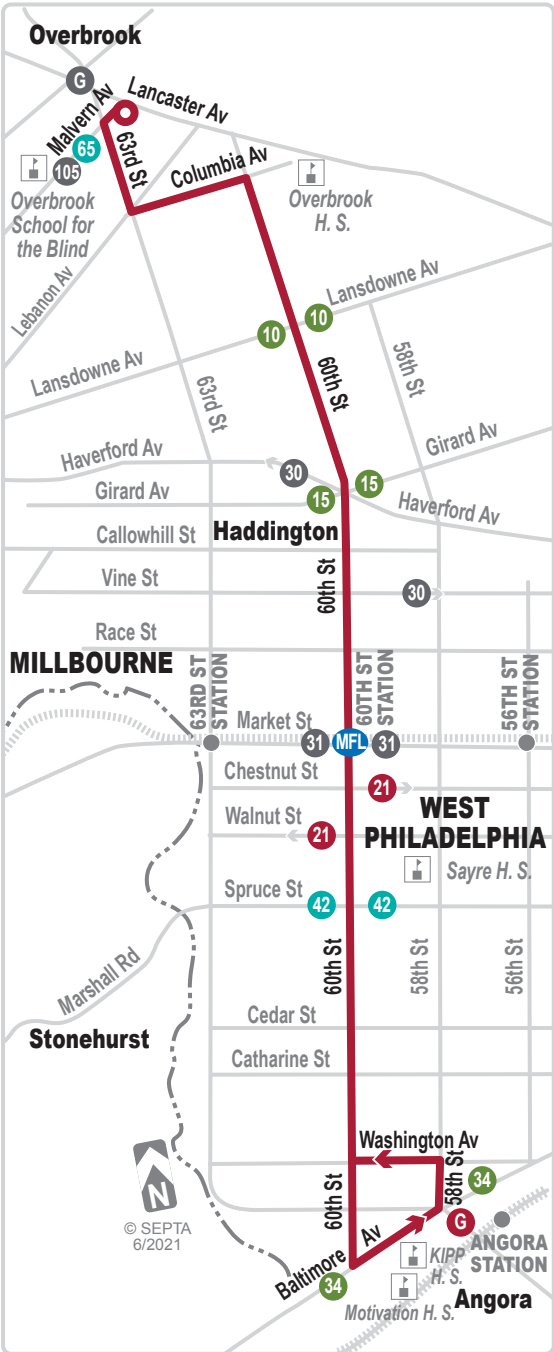 Overbrook
G
Malvern Av
Lancaster Av
65
105
63rd St
Columbia Av
Overbrook
School for
the Blind
Overbrook
H. S.
Lebanon Av
10
10
Lansdowne Av
Lansdowne Av
60th St
58th St
63rd St
Girard Av
Haverford Av
30
15
Girard Av
15
Haverford Av
Callowhill St
Haddington
Vine St
60th St
30
Race St
MILLBOURNE
63RD ST
STATION
60TH ST
STATION
56TH ST
STATION
Market St
31
MFL
31
Chestnut St
21
Walnut St
21
WEST
PHILADELPHIA
Sayre H. S.
Spruce St
42
42
Marshall Rd
60th St
58th St
56th St
Cedar St
Stonehurst
Catharine St
Washington Av
N
© SEPTA
6/2021
60th St
58th St
34
G
Baltimore Av
34
ANGORA
STATION
KIPP
H. S.
Motivation H. S.
Angora